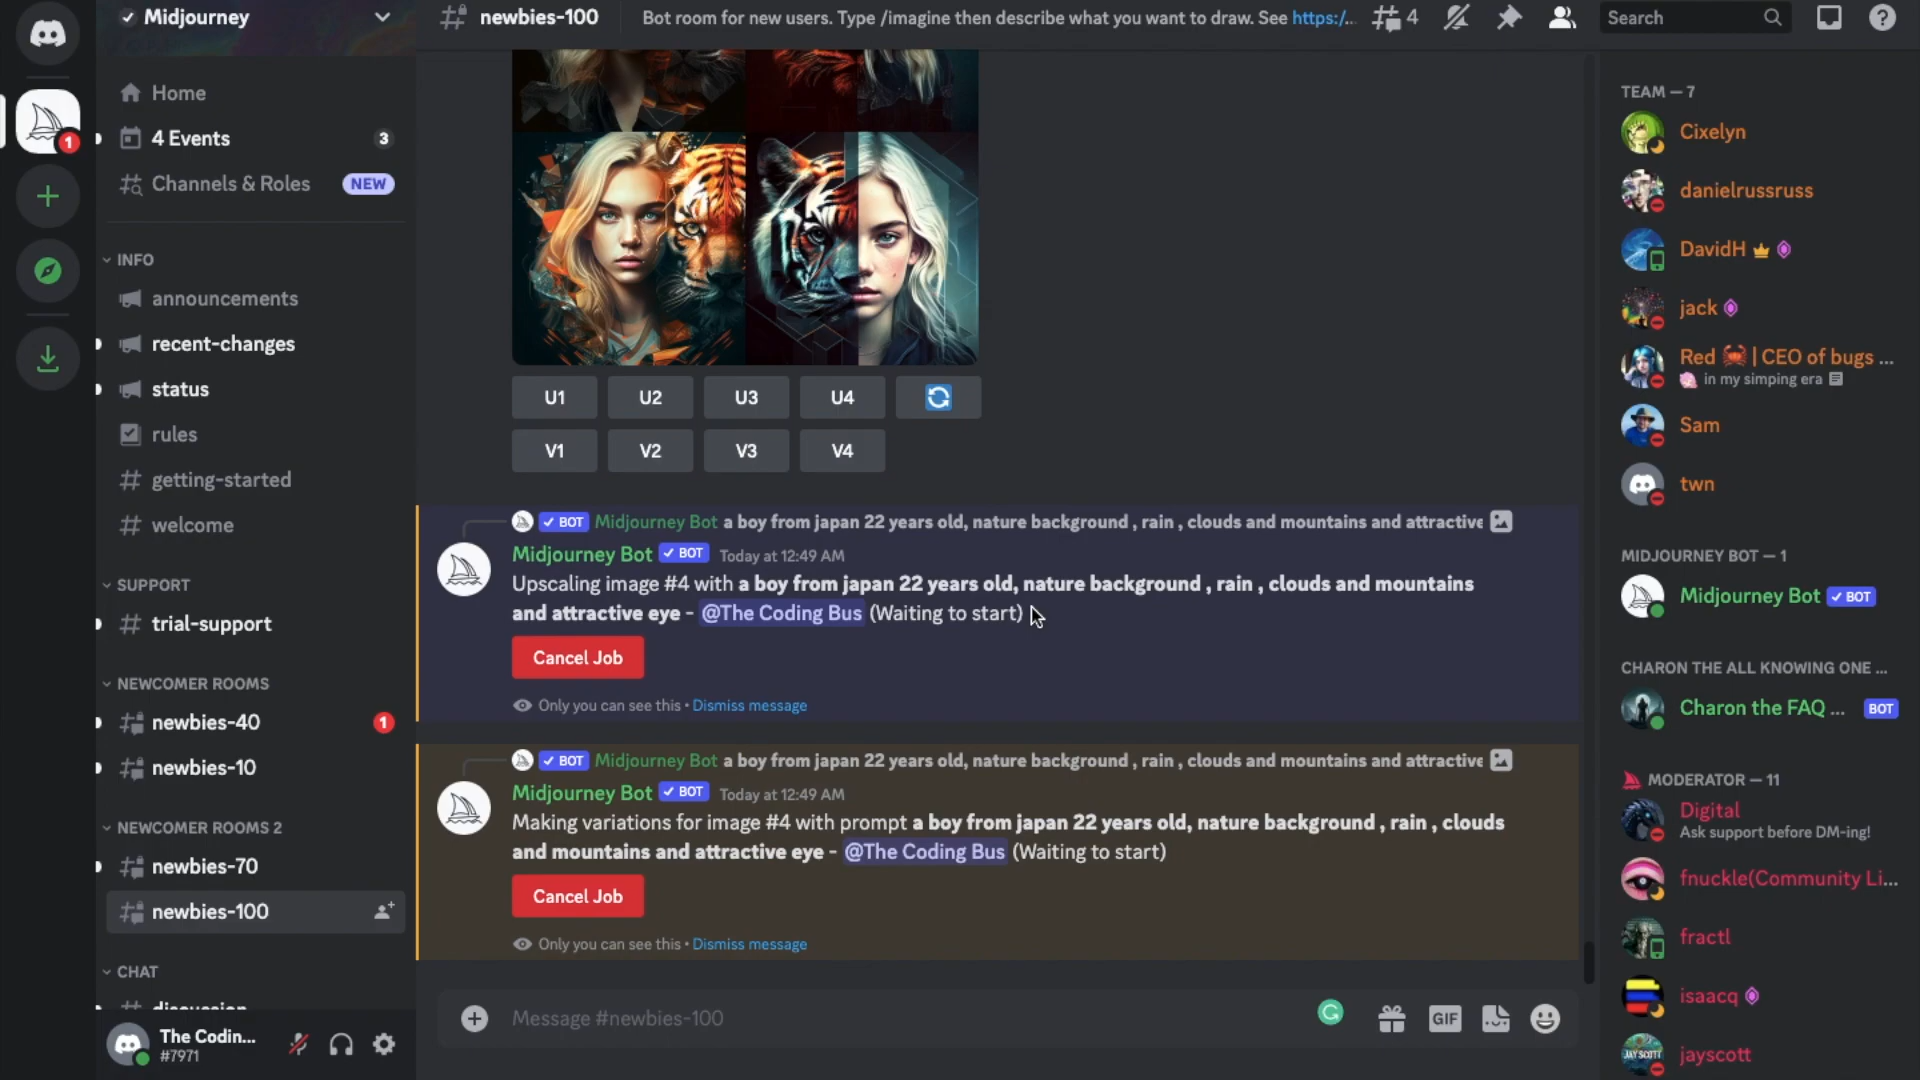 Midjourney
Home
4 Events
3
Channels & Roles
NEW
INFO
announcements
recent-changes
status
rules
getting-started
welcome
SUPPORT
trial-support
NEWCOMER ROOMS
newbies-40
1
newbies-10
NEWCOMER ROOMS 2
newbies-70
newbies-100
CHAT
discussion
The Codin...
#7971
1
newbies-100
Bot room for new users. Type /imagine then describe what you want to draw. See https:/...
4
Search
U1
U2
U3
U4
V1
V2
V3
V4
BOT Midjourney Bot a boy from japan 22 years old, nature background , rain , clouds and mountains and attractive
Midjourney Bot BOT Today at 12:49 AM
Upscaling image #4 with a boy from japan 22 years old, nature background , rain , clouds and mountains
and attractive eye - @The Coding Bus (Waiting to start)
Cancel Job
Only you can see this • Dismiss message
BOT Midjourney Bot a boy from japan 22 years old, nature background , rain , clouds and mountains and attractive
Midjourney Bot BOT Today at 12:49 AM
Making variations for image #4 with prompt a boy from japan 22 years old, nature background , rain , clouds
and mountains and attractive eye - @The Coding Bus (Waiting to start)
Cancel Job
Only you can see this • Dismiss message
Message #newbies-100
GIF
TEAM — 7
Cixelyn
danielrussruss
DavidH
jack
Red 🦀 | CEO of bugs ...
in my simping era
Sam
twn
MIDJOURNEY BOT — 1
Midjourney Bot BOT
CHARON THE ALL KNOWING ONE ...
Charon the FAQ ... BOT
MODERATOR — 11
Digital
Ask support before DM-ing!
fnuckle(Community Li...
fractl
isaacq
JAY SCOTT
jayscott